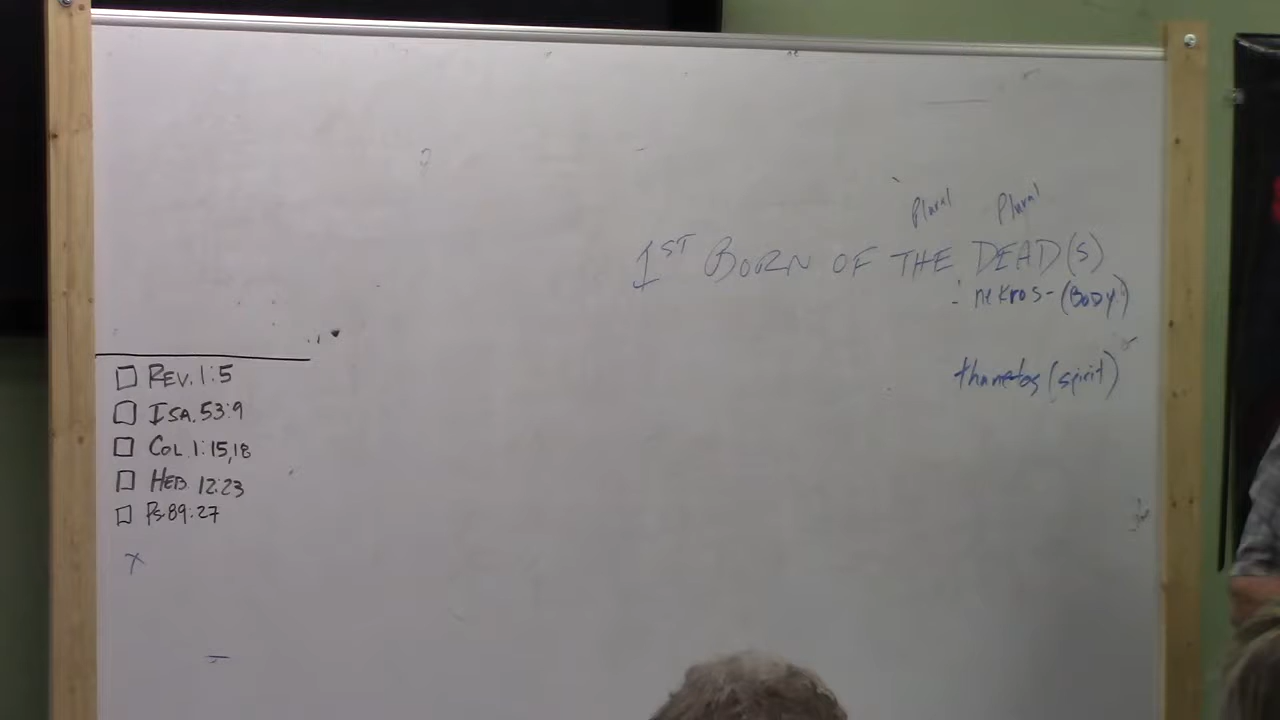 Plural Plural
1ST BORN OF THE DEAD(S)
nekros-(BODY)
thanatos (spirit)
REV. 1:5
ISA. 53:9
COL. 1:15,18
HEB. 12:23
Ps. 89:27
X